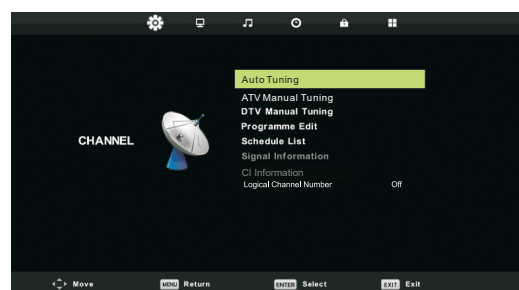 Auto Tuning
ATV Manual Tuning
DTV Manual Tuning
Programme Edit
CHANNEL
Schedule List
Signal Information
CI Information
Logical Channel Number Off
Move MENU Return ENTER Select EXIT Exit